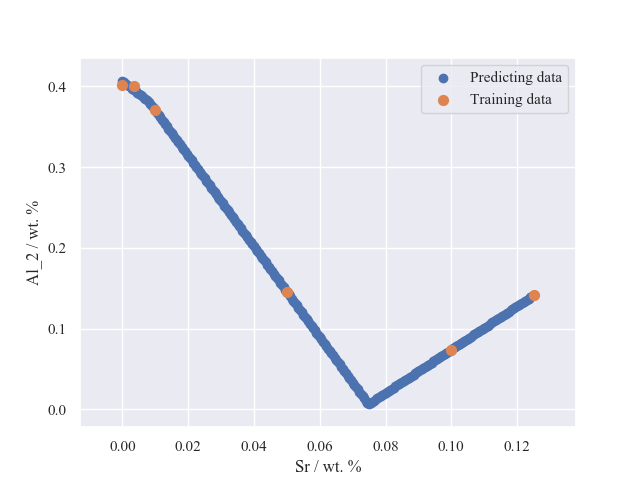 Predicting data
Training data
0.4
0.3
0.2
0.1
0.0
Al_2 / wt. %
0.00 0.02 0.04 0.06 0.08 0.10 0.12
Sr / wt. %